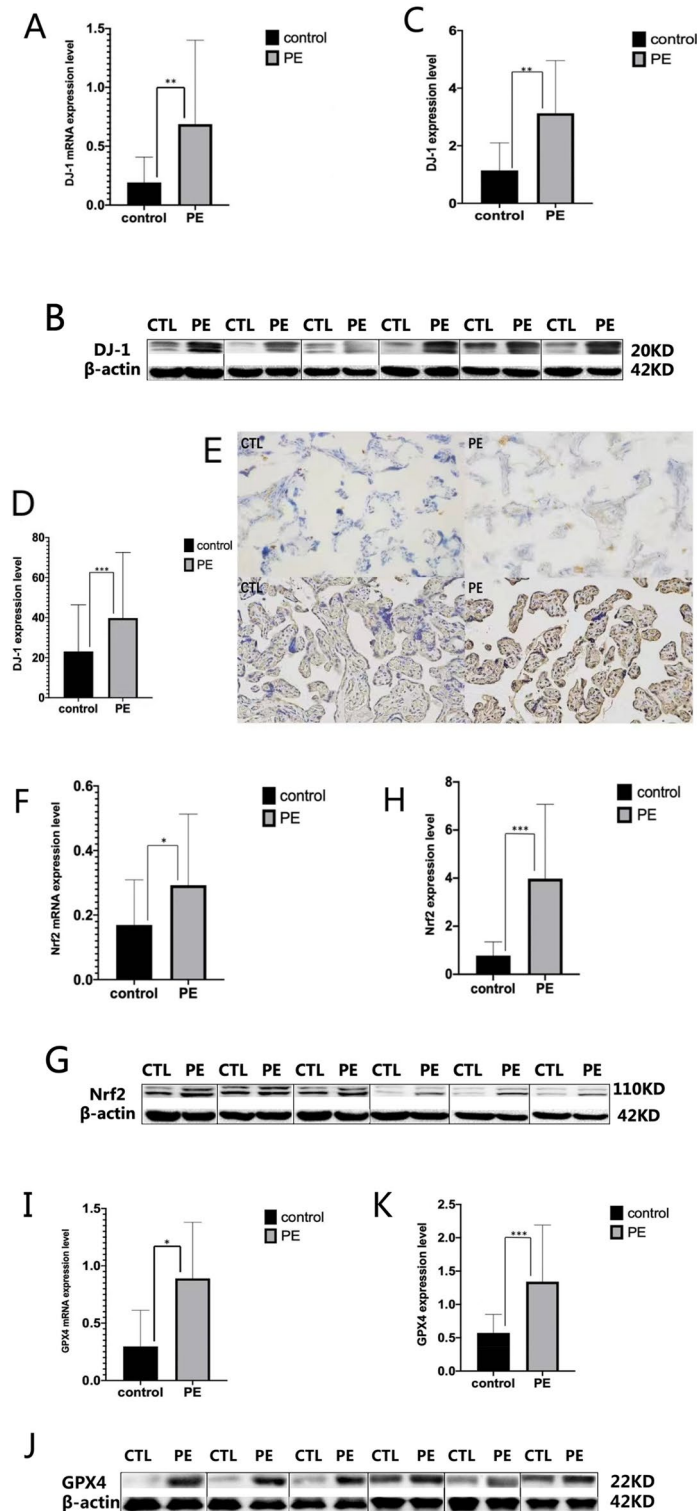 A
DJ-1 mRNA expression level
1.5
1.0
0.5
0.0
**
control
PE
control
PE
C
DJ-1 expression level
6
4
2
0
**
control
PE
control
PE
B
CTL PE CTL PE CTL PE CTL PE CTL PE CTL PE
DJ-1 20KD
β-actin 42KD
D
DJ-1 expression level
80
60
40
20
0
***
control
PE
control
PE
E
CTL PE
CTL PE
F
Nrf2 mRNA expression level
0.6
0.4
0.2
0.0
*
control
PE
control
PE
H
Nrf2 expression level
8
6
4
2
0
***
control
PE
control
PE
G
CTL PE CTL PE CTL PE CTL PE CTL PE CTL PE
Nrf2 110KD
β-actin 42KD
I
GPX4 mRNA expression level
1.5
1.0
0.5
0.0
*
control
PE
control
PE
K
GPX4 expression level
2.5
2.0
1.5
1.0
0.5
0.0
***
control
PE
control
PE
J
CTL PE CTL PE CTL PE CTL PE CTL PE CTL PE
GPX4 22KD
β-actin 42KD